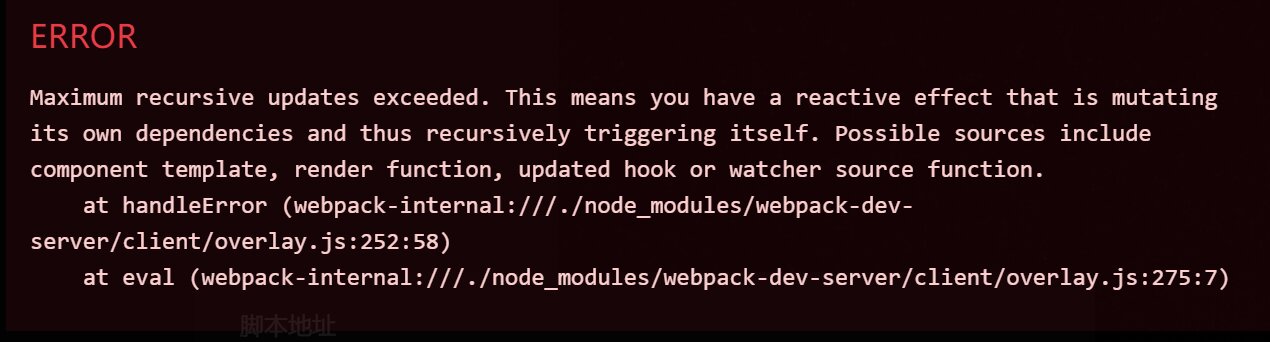 ERROR
Maximum recursive updates exceeded. This means you have a reactive effect that is mutating
its own dependencies and thus recursively triggering itself. Possible sources include
component template, render function, updated hook or watcher source function.
at handleError (webpack-internal:///./node_modules/webpack-dev-
server/client/overlay.js:252:58)
at eval (webpack-internal:///./node_modules/webpack-dev-server/client/overlay.js:275:7)
脚本地址